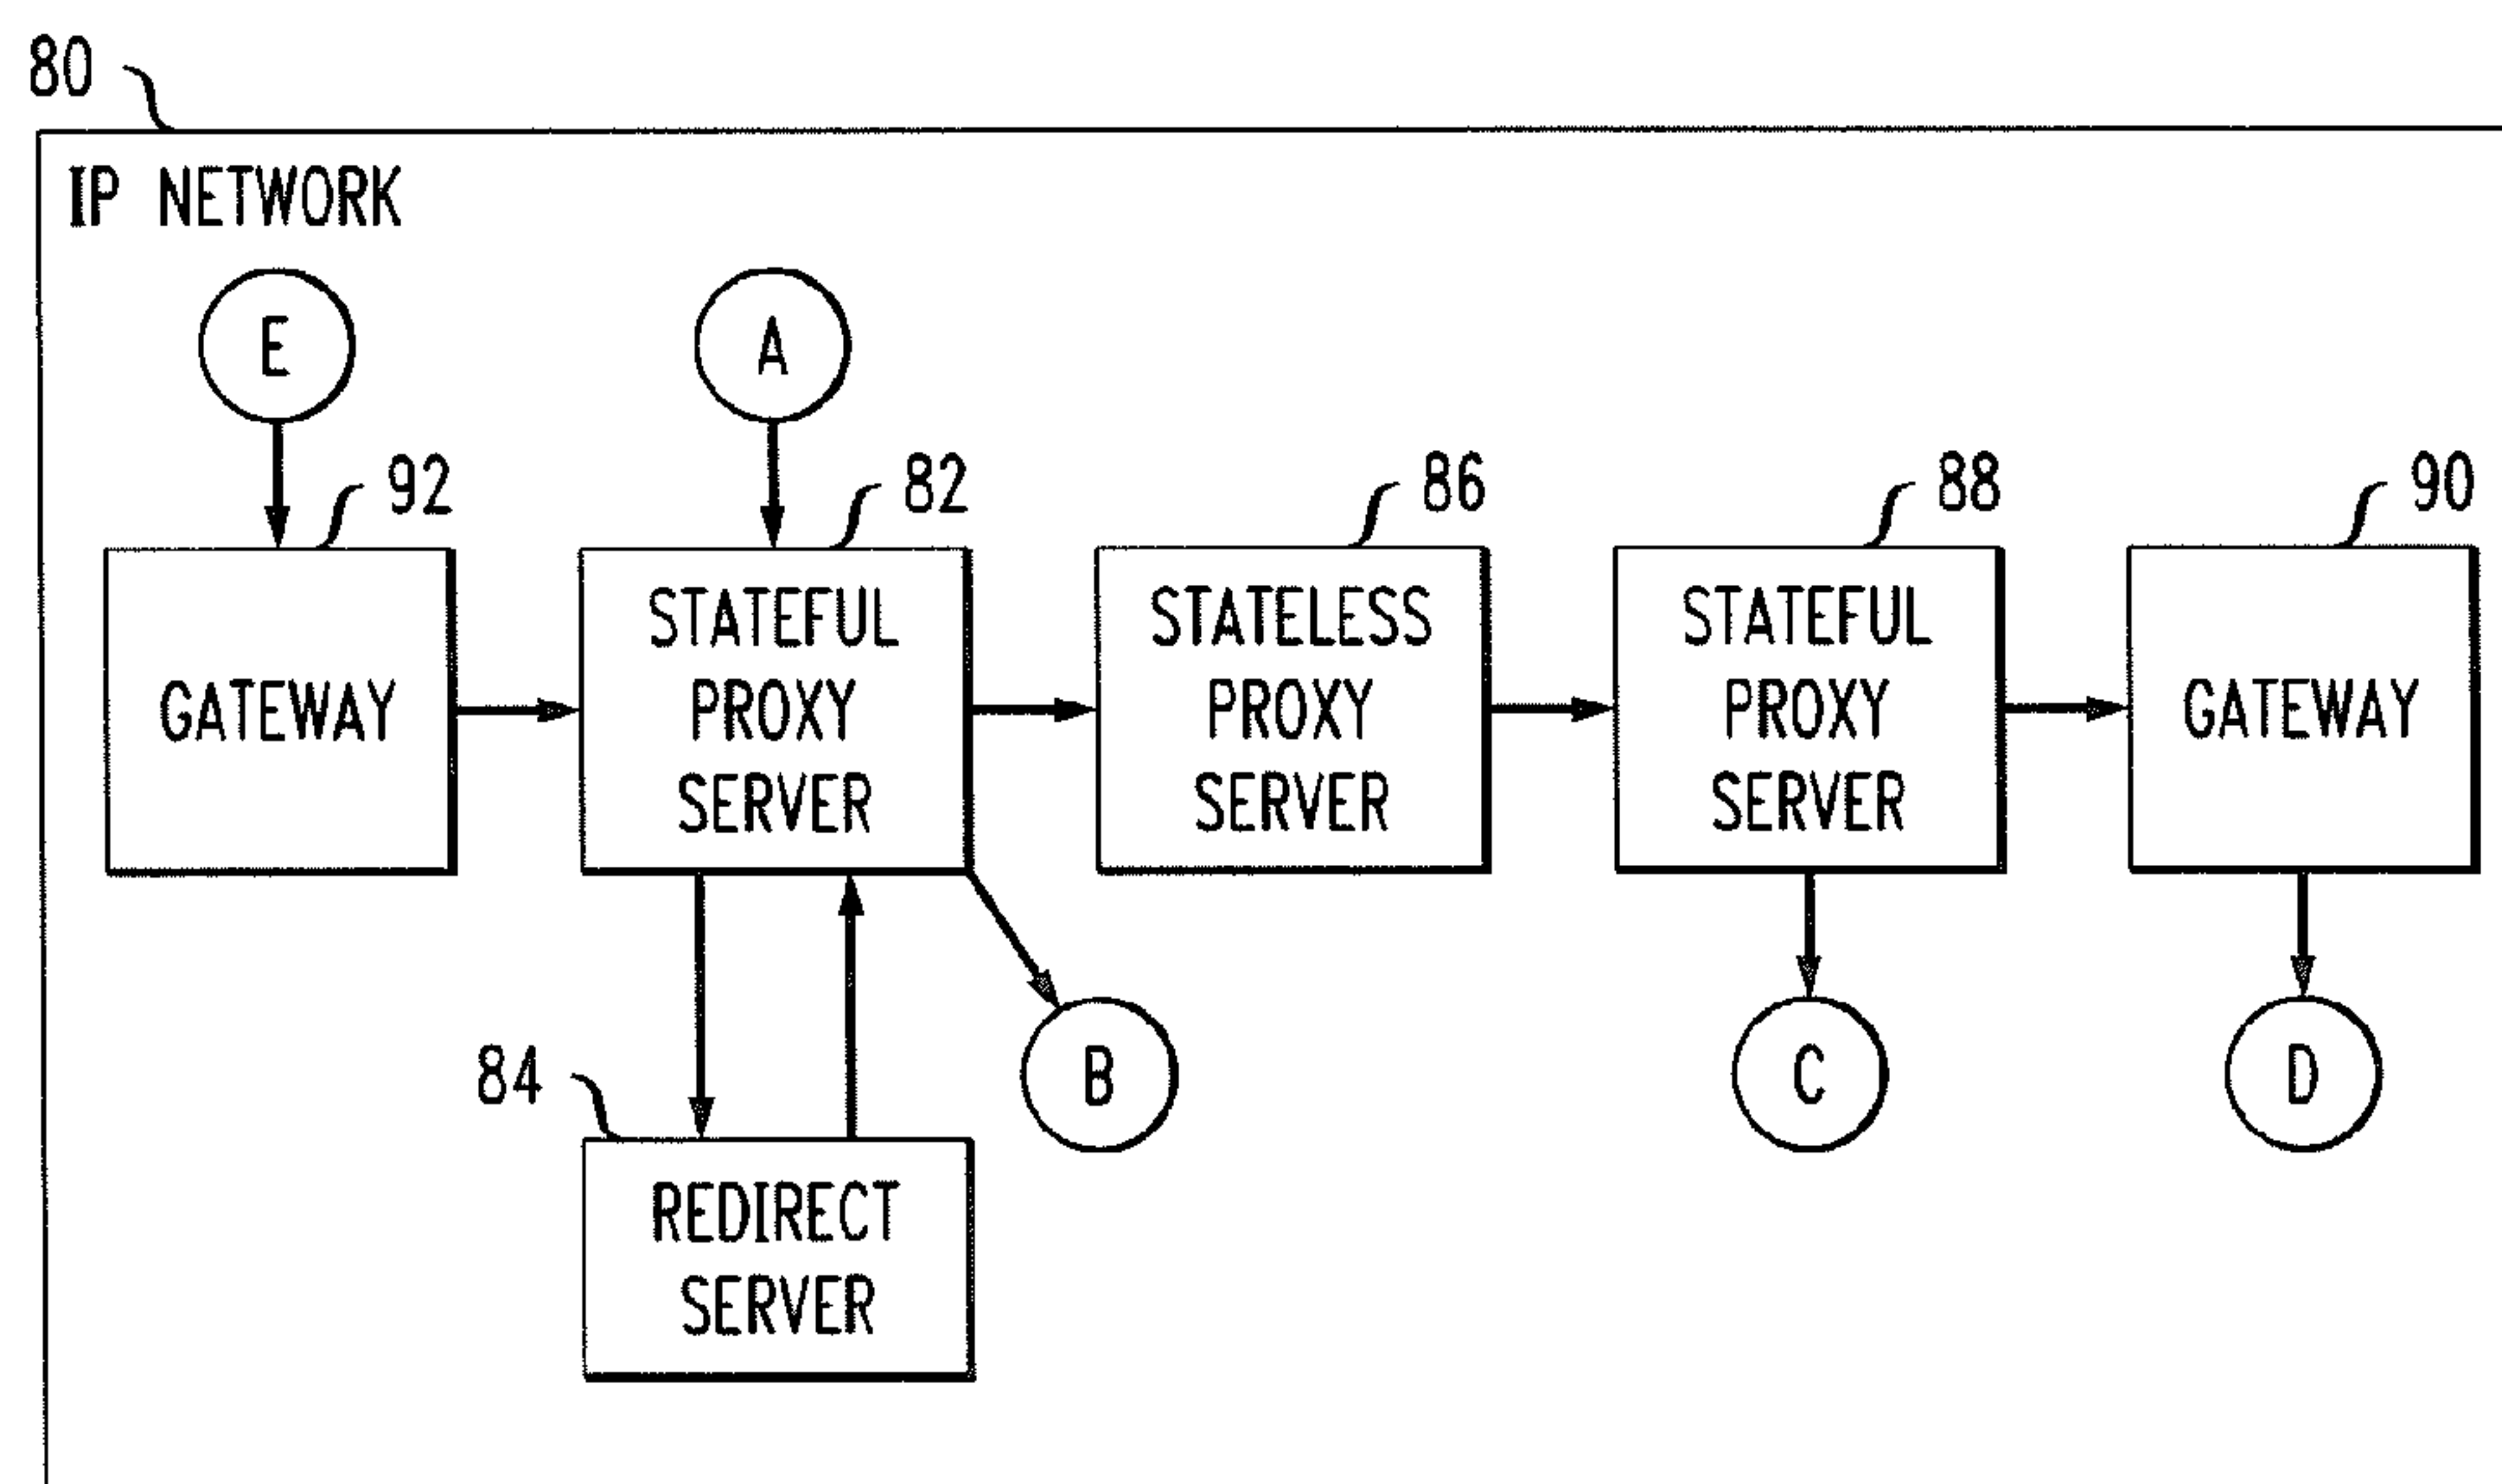 80
IP NETWORK
E
A
92
82
86
88
90
GATEWAY
STATEFUL
PROXY
SERVER
STATELESS
PROXY
SERVER
STATEFUL
PROXY
SERVER
GATEWAY
84
B
C
D
REDIRECT
SERVER